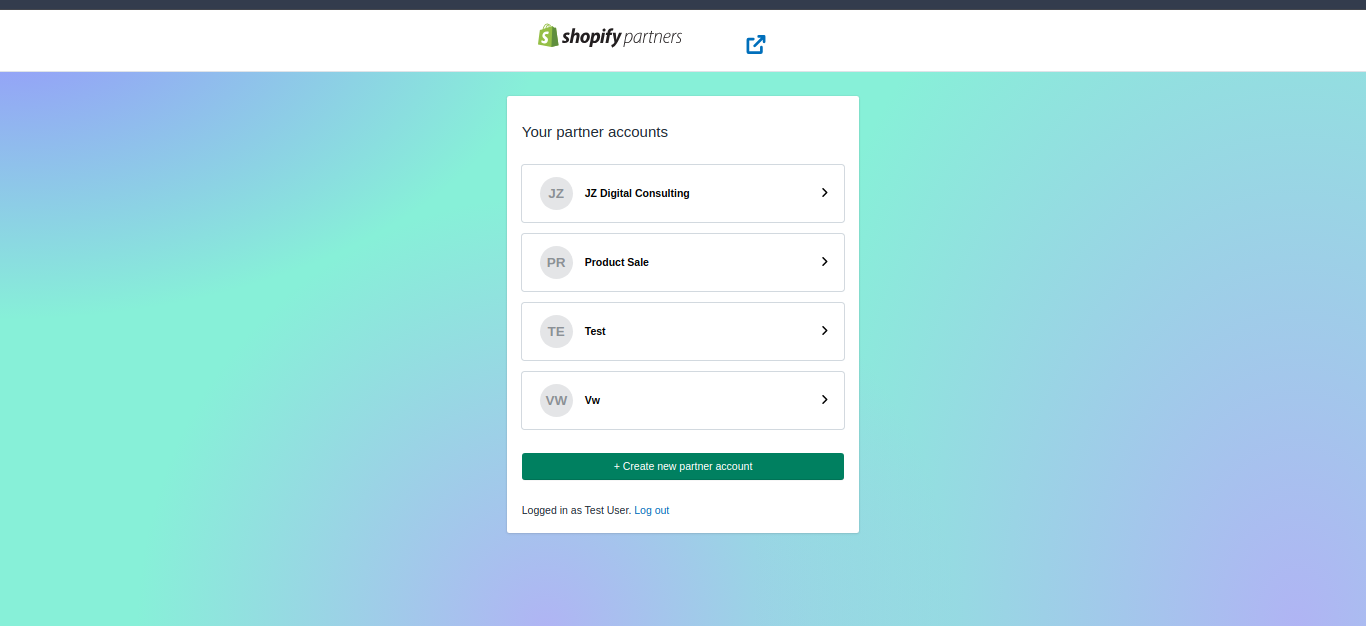 shopify partners
Your partner accounts
JZ JZ Digital Consulting
PR Product Sale
TE Test
VW Vw
+ Create new partner account
Logged in as Test User. Log out